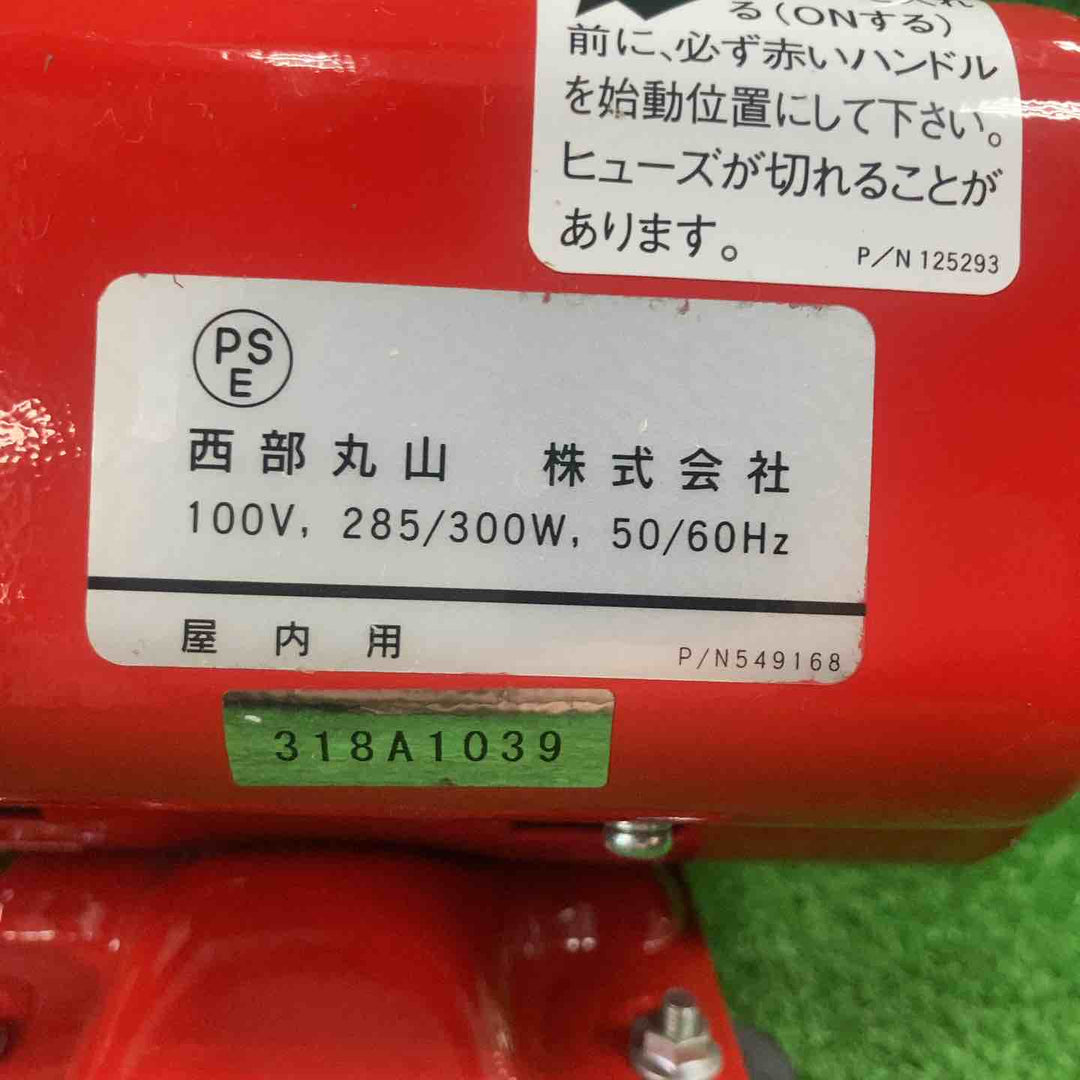 る(ONする)
前に、必ず赤いハンドル
を始動位置にして下さい。
ヒューズが切れることが
あります。
P/N 125293
PS
E
西部丸山 株式会社
100V, 285/300W, 50/60Hz
屋内用
P/N549168
318A1039